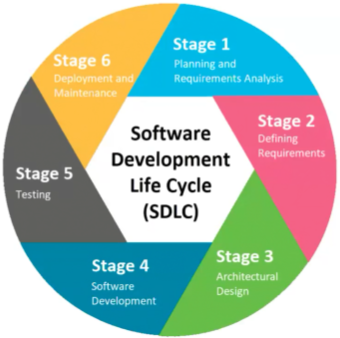 Software
Development
Life Cycle
(SDLC)
Stage 1
Planning and
Requirements Analysis
Stage 2
Defining
Requirements
Stage 3
Architectural
Design
Stage 4
Software
Development
Stage 5
Testing
Stage 6
Deployment and
Maintenance